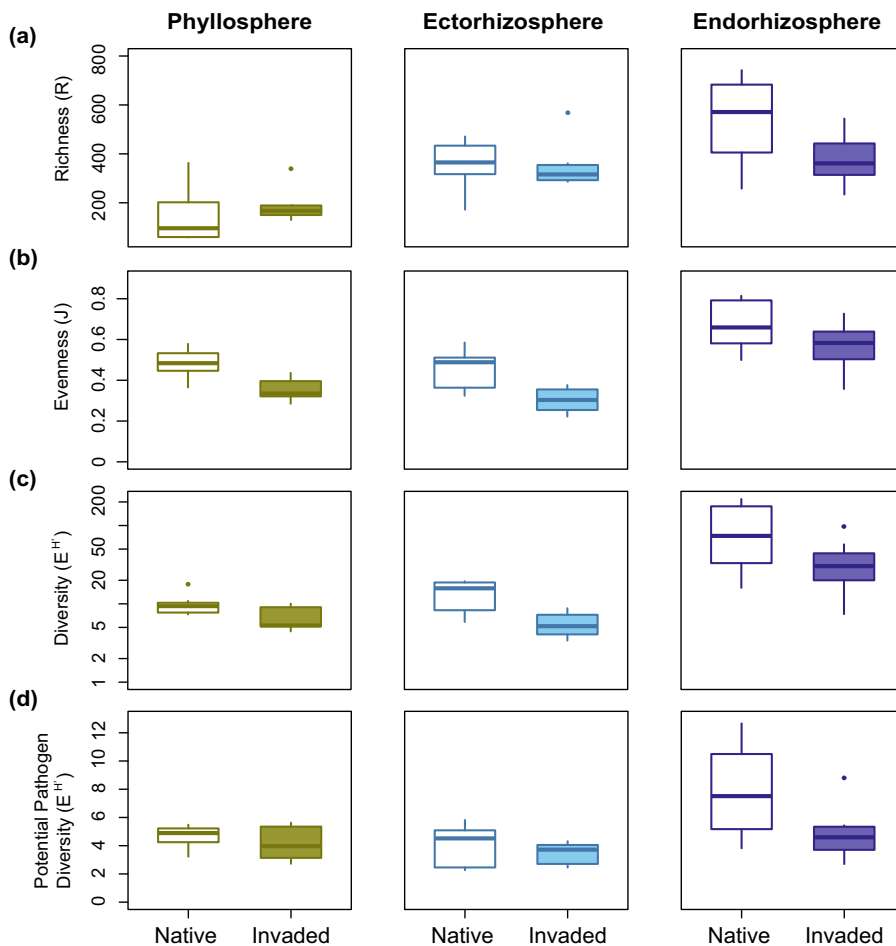 Phyllosphere Ectorhizosphere Endorhizosphere
(a)
Richness (R)
800
600
400
200
(b)
Evenness (J)
0.8
0.6
0.4
0.2
0
(c)
Diversity (E^H')
200
50
20
5
2
1
(d)
Potential Pathogen
Diversity (E^H')
12
10
8
6
4
2
0
Native Invaded Native Invaded Native Invaded